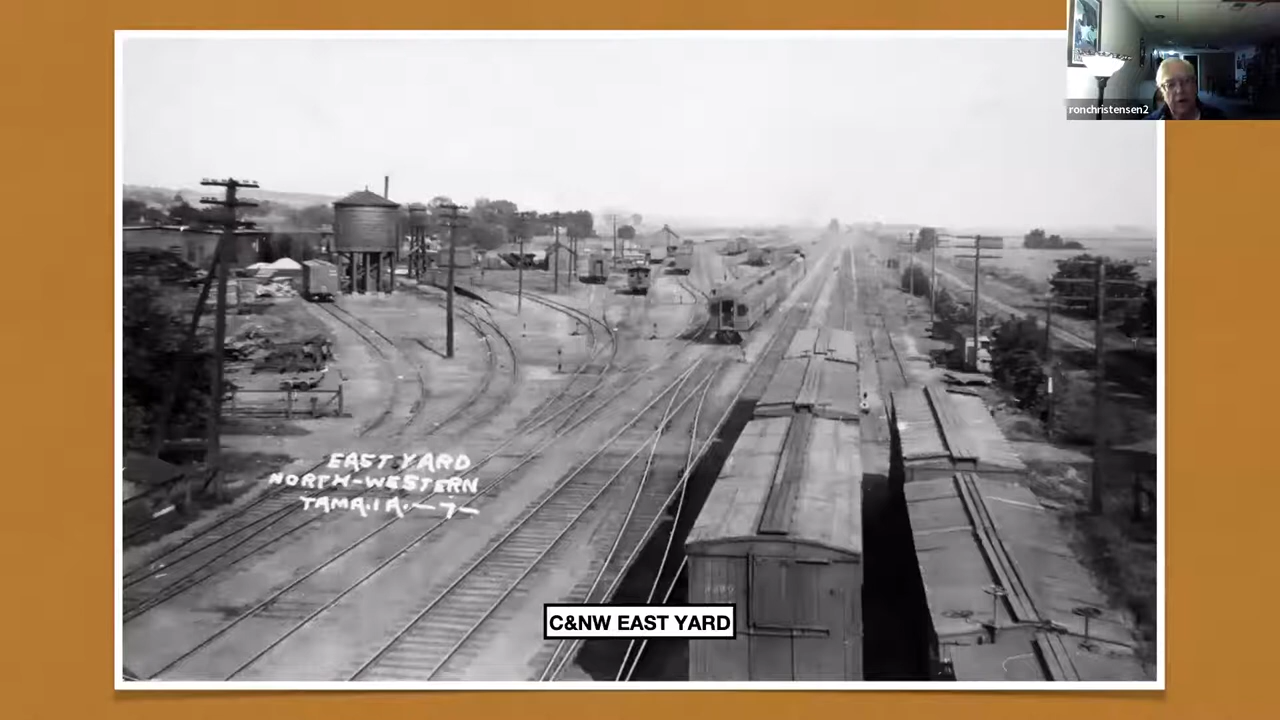 ronchristensen2
EAST YARD
NORTH-WESTERN
TAMA.IA.-7-
C&NW EAST YARD